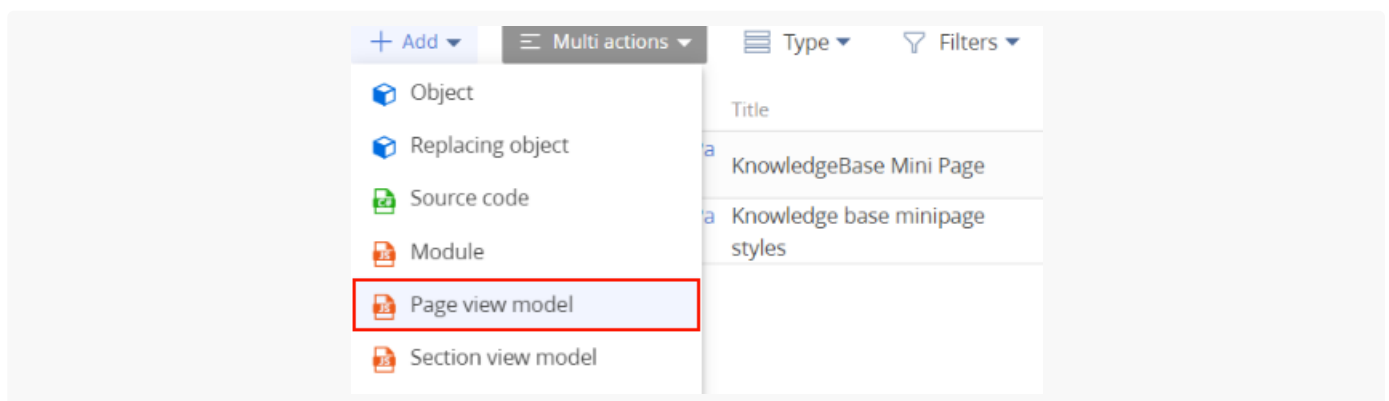 + Add Multi actions Type Filters
Object
Title
Replacing object
'a KnowledgeBase Mini Page
Source code
'a Knowledge base minipage
styles
Module
Page view model
Section view model